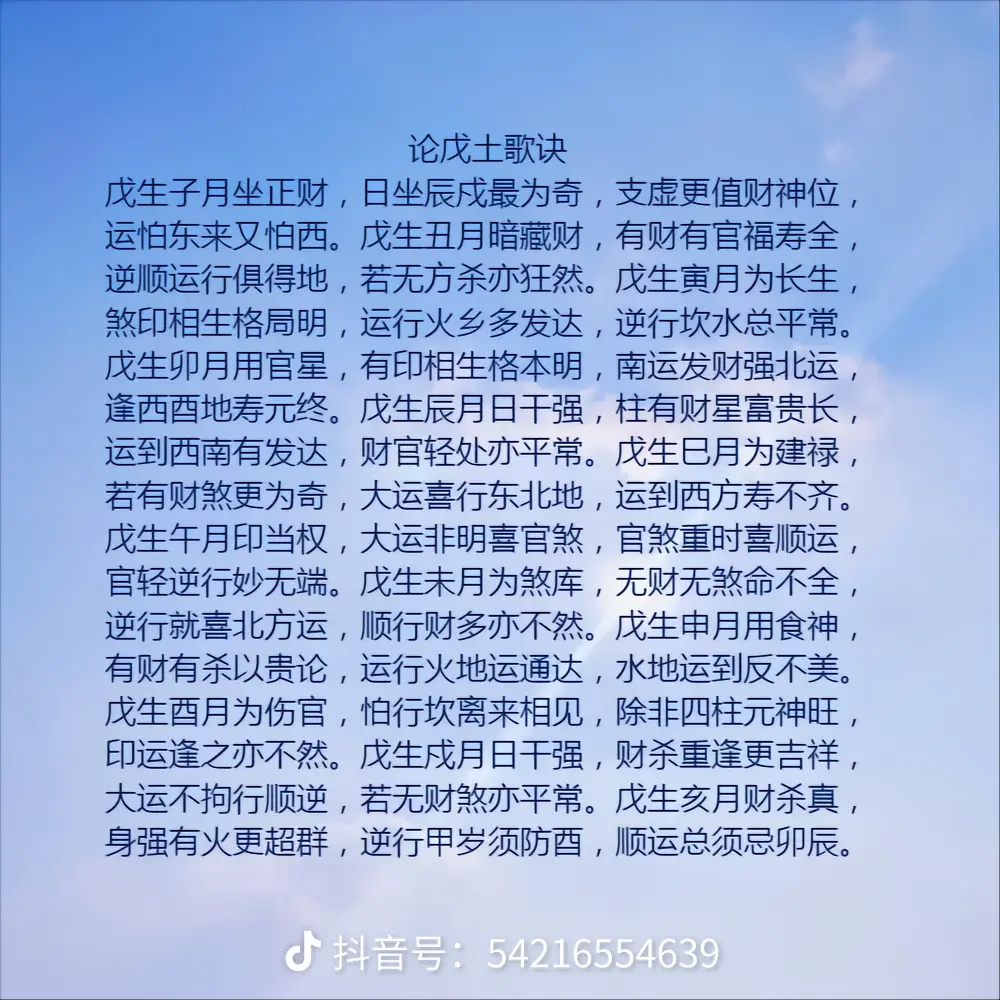 论戊土歌诀
戊生子月坐正财，日坐辰戌最为奇，支虚更值财神位，
运怕东来又怕西。戊生丑月暗藏财，有财有官福寿全，
逆顺运行俱得地，若无方杀亦狂然。戊生寅月为长生，
煞印相生格局明，运行火乡多发达，逆行坎水总平常。
戊生卯月用官星，有印相生格本明，南运发财强北运，
逢西酉地寿元终。戊生辰月日干强，柱有财星富贵长，
运到西南有发达，财官轻处亦平常。戊生巳月为建禄，
若有财煞更为奇，大运喜行东北地，运到西方寿不齐。
戊生午月印当权，大运非明喜官煞，官煞重时喜顺运，
官轻逆行妙无端。戊生未月为煞库，无财无煞命不全，
逆行就喜北方运，顺行财多亦不然。戊生申月用食神，
有财有杀以贵论，运行火地运通达，水地运到反不美。
戊生酉月为伤官，怕行坎离来相见，除非四柱元神旺，
印运逢之亦不然。戊生戌月日干强，财杀重逢更吉祥，
大运不拘行顺逆，若无财煞亦平常。戊生亥月财杀真，
身强有火更超群，逆行甲岁须防酉，顺运总须忌卯辰。
抖音号：54216554639